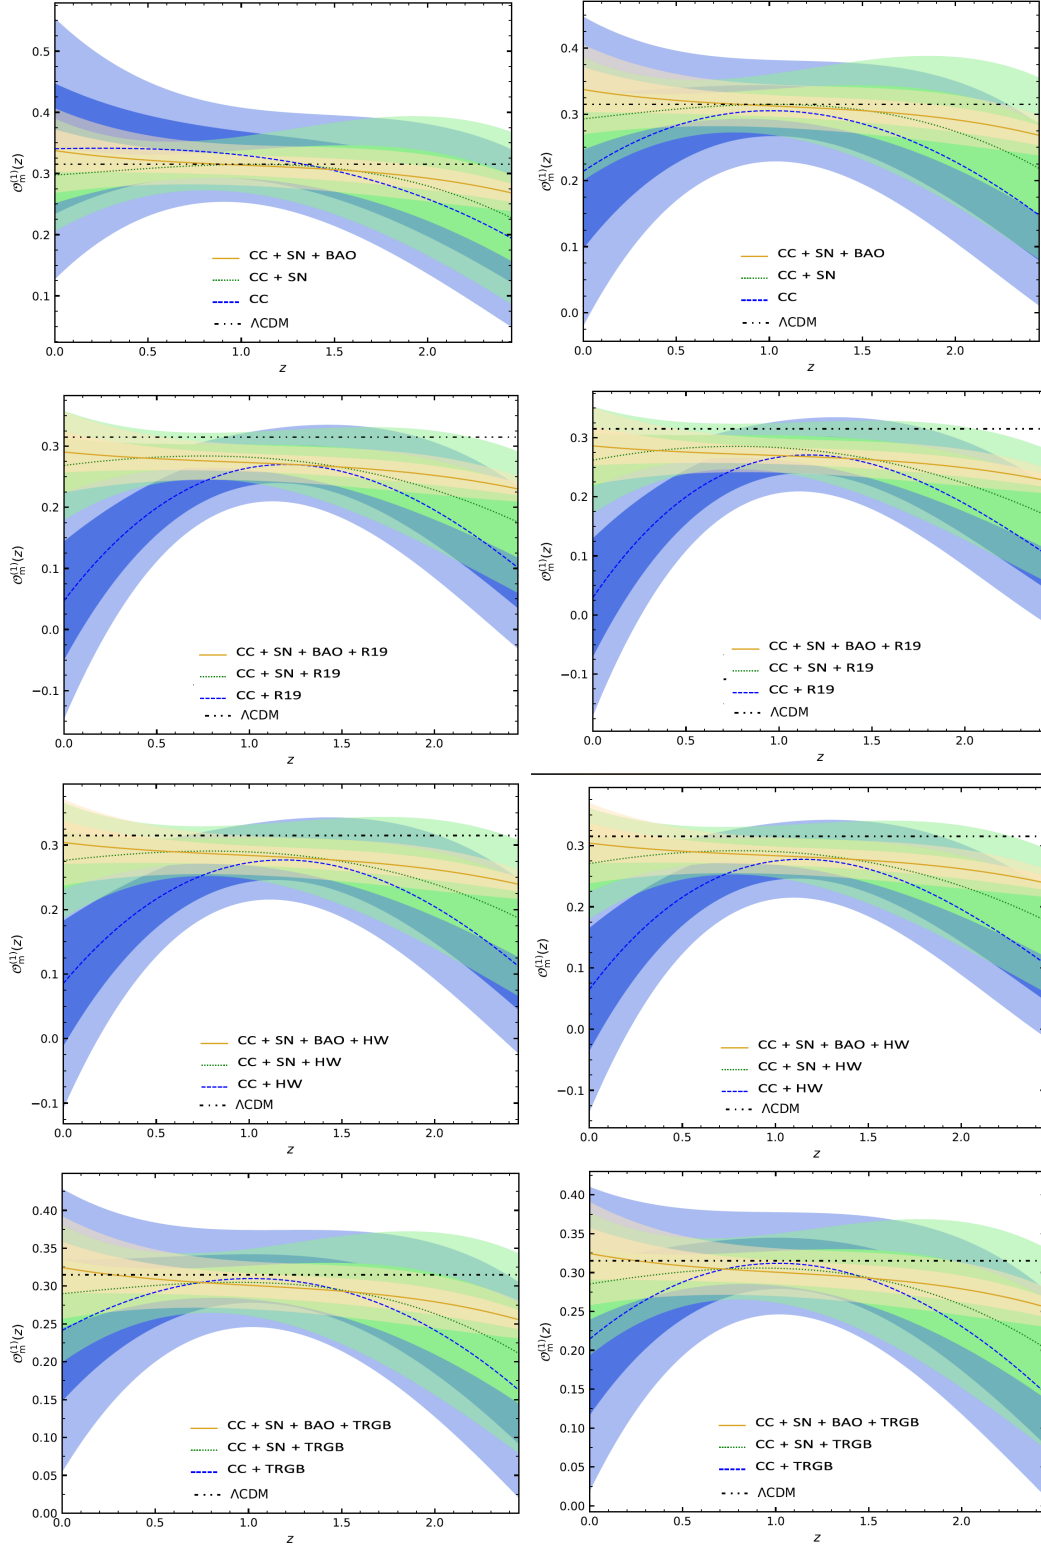 0.5
0.4
0.3
0.2
0.1
𝒪m(1)(z)
CC + SN + BAO
CC + SN
CC
ΛCDM
0.0 0.5 1.0 1.5 2.0
z
0.4
0.3
0.2
0.1
0.0
𝒪m(1)(z)
CC + SN + BAO
CC + SN
CC
ΛCDM
0.0 0.5 1.0 1.5 2.0
z
0.3
0.2
0.1
0.0
−0.1
𝒪m(1)(z)
CC + SN + BAO + R19
CC + SN + R19
CC + R19
ΛCDM
0.0 0.5 1.0 1.5 2.0
z
0.3
0.2
0.1
0.0
−0.1
𝒪m(1)(z)
CC + SN + BAO + R19
CC + SN + R19
CC + R19
ΛCDM
0.0 0.5 1.0 1.5 2.0
z
0.3
0.2
0.1
0.0
−0.1
𝒪m(1)(z)
CC + SN + BAO + HW
CC + SN + HW
CC + HW
ΛCDM
0.0 0.5 1.0 1.5 2.0
z
0.3
0.2
0.1
0.0
−0.1
𝒪m(1)(z)
CC + SN + BAO + HW
CC + SN + HW
CC + HW
ΛCDM
0.0 0.5 1.0 1.5 2.0
z
0.40
0.35
0.30
0.25
0.20
0.15
0.10
0.05
0.00
𝒪m(1)(z)
CC + SN + BAO + TRGB
CC + SN + TRGB
CC + TRGB
ΛCDM
0.0 0.5 1.0 1.5 2.0
z
0.40
0.35
0.30
0.25
0.20
0.15
0.10
0.05
0.00
𝒪m(1)(z)
CC + SN + BAO + TRGB
CC + SN + TRGB
CC + TRGB
ΛCDM
0.0 0.5 1.0 1.5 2.0
z